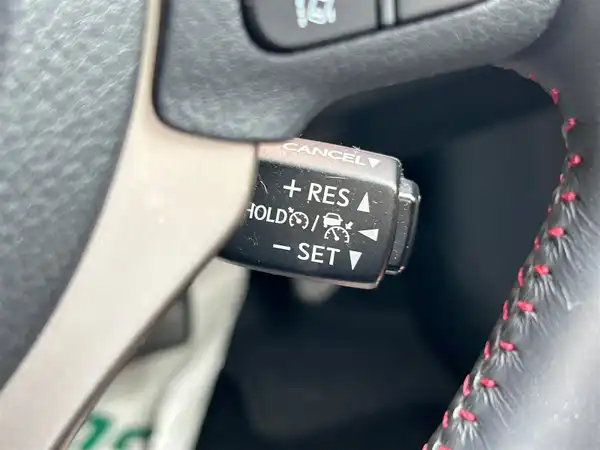 CANCEL▼
+ RES ▲
HOLD / ◀
− SET ▼